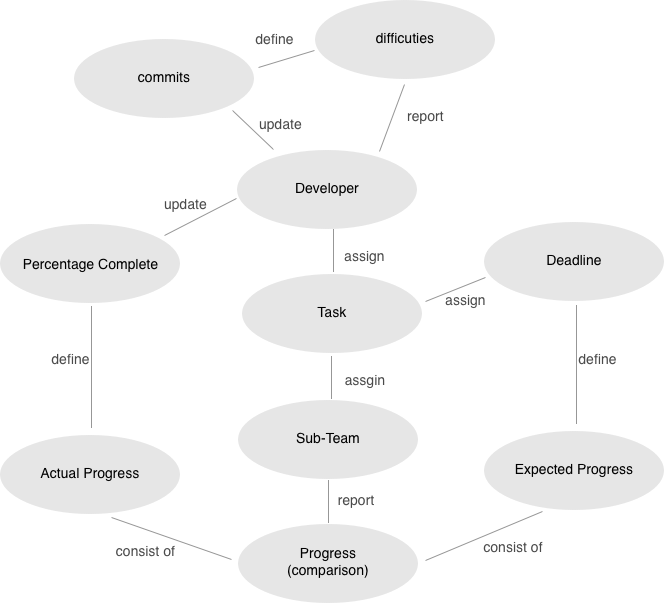 define
difficuties
commits
update
report
Developer
update
assign
Percentage Complete
Deadline
Task
assign
define
define
assgin
Sub-Team
Actual Progress
Expected Progress
report
consist of
Progress
(comparison)
consist of